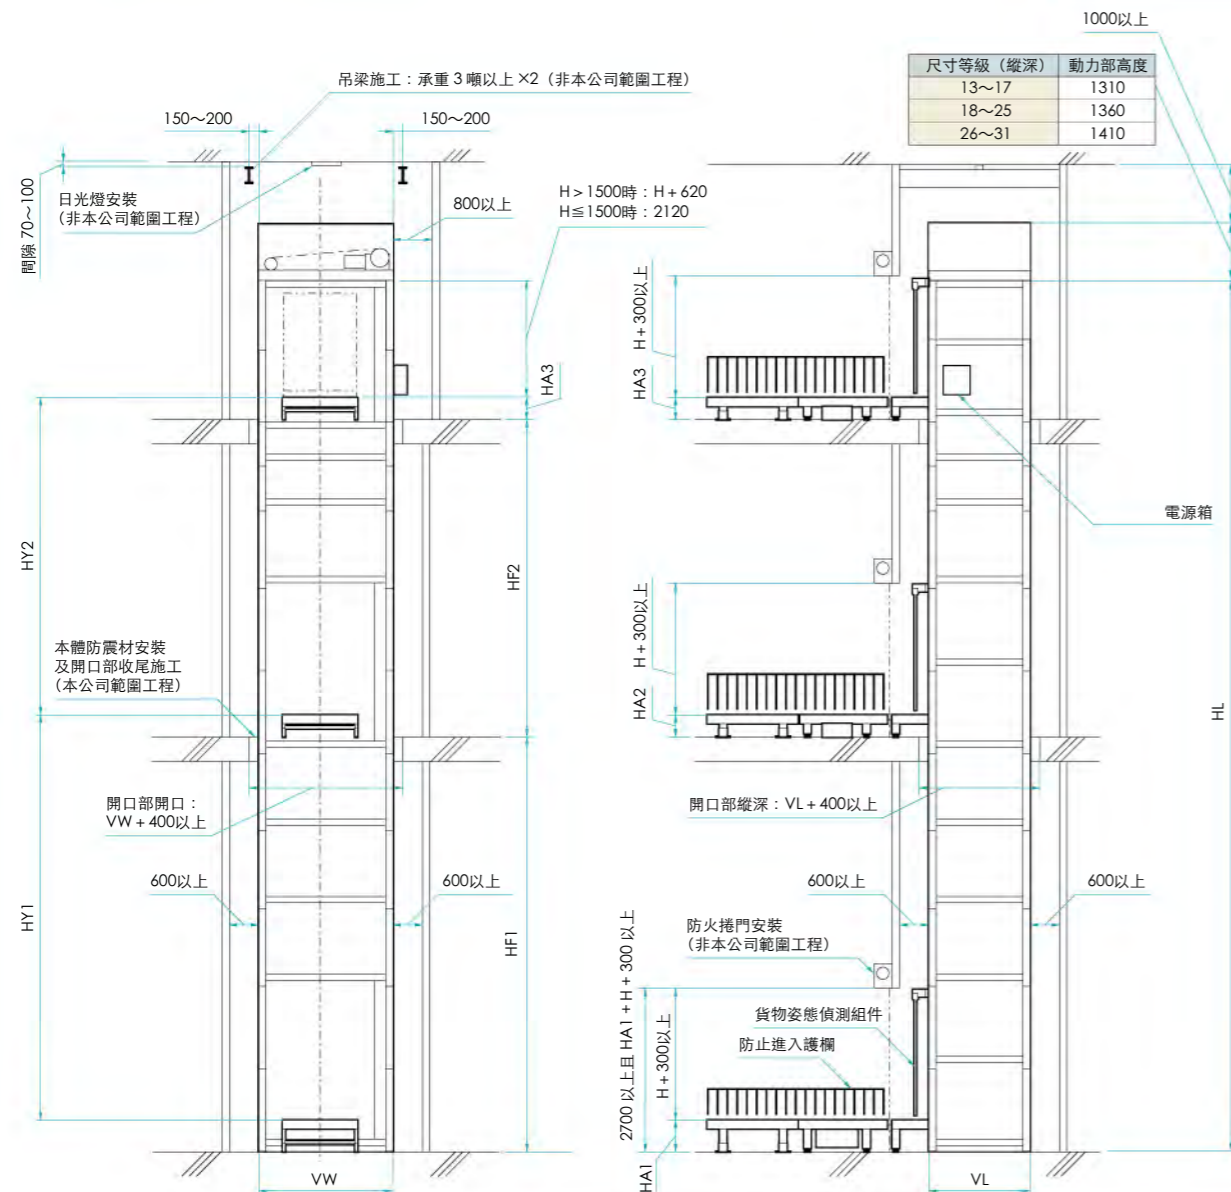 1000以上
尺寸等級（縱深） 動力部高度
13～17 1310
18～25 1360
26～31 1410
吊梁施工：承重 3 噸以上 ×2（非本公司範圍工程）
150～200
150～200
間隙 70～100
日光燈安裝
（非本公司範圍工程）
H＞1500時：H＋620
H≦1500時：2120
800以上
HA3
H＋300以上
HA3
電源箱
HY2
HF2
H＋300以上
HA2
本體防震材安裝
及開口部收尾施工
（本公司範圍工程）
HL
開口部開口：
VW＋400以上
開口部縱深：VL＋400以上
600以上
600以上
600以上
600以上
HY1
HF1
防火捲門安裝
（非本公司範圍工程）
2700 以上且 HA1＋H＋300 以上
H＋300以上
貨物姿態偵測組件
防止進入護欄
HA1
VW
VL